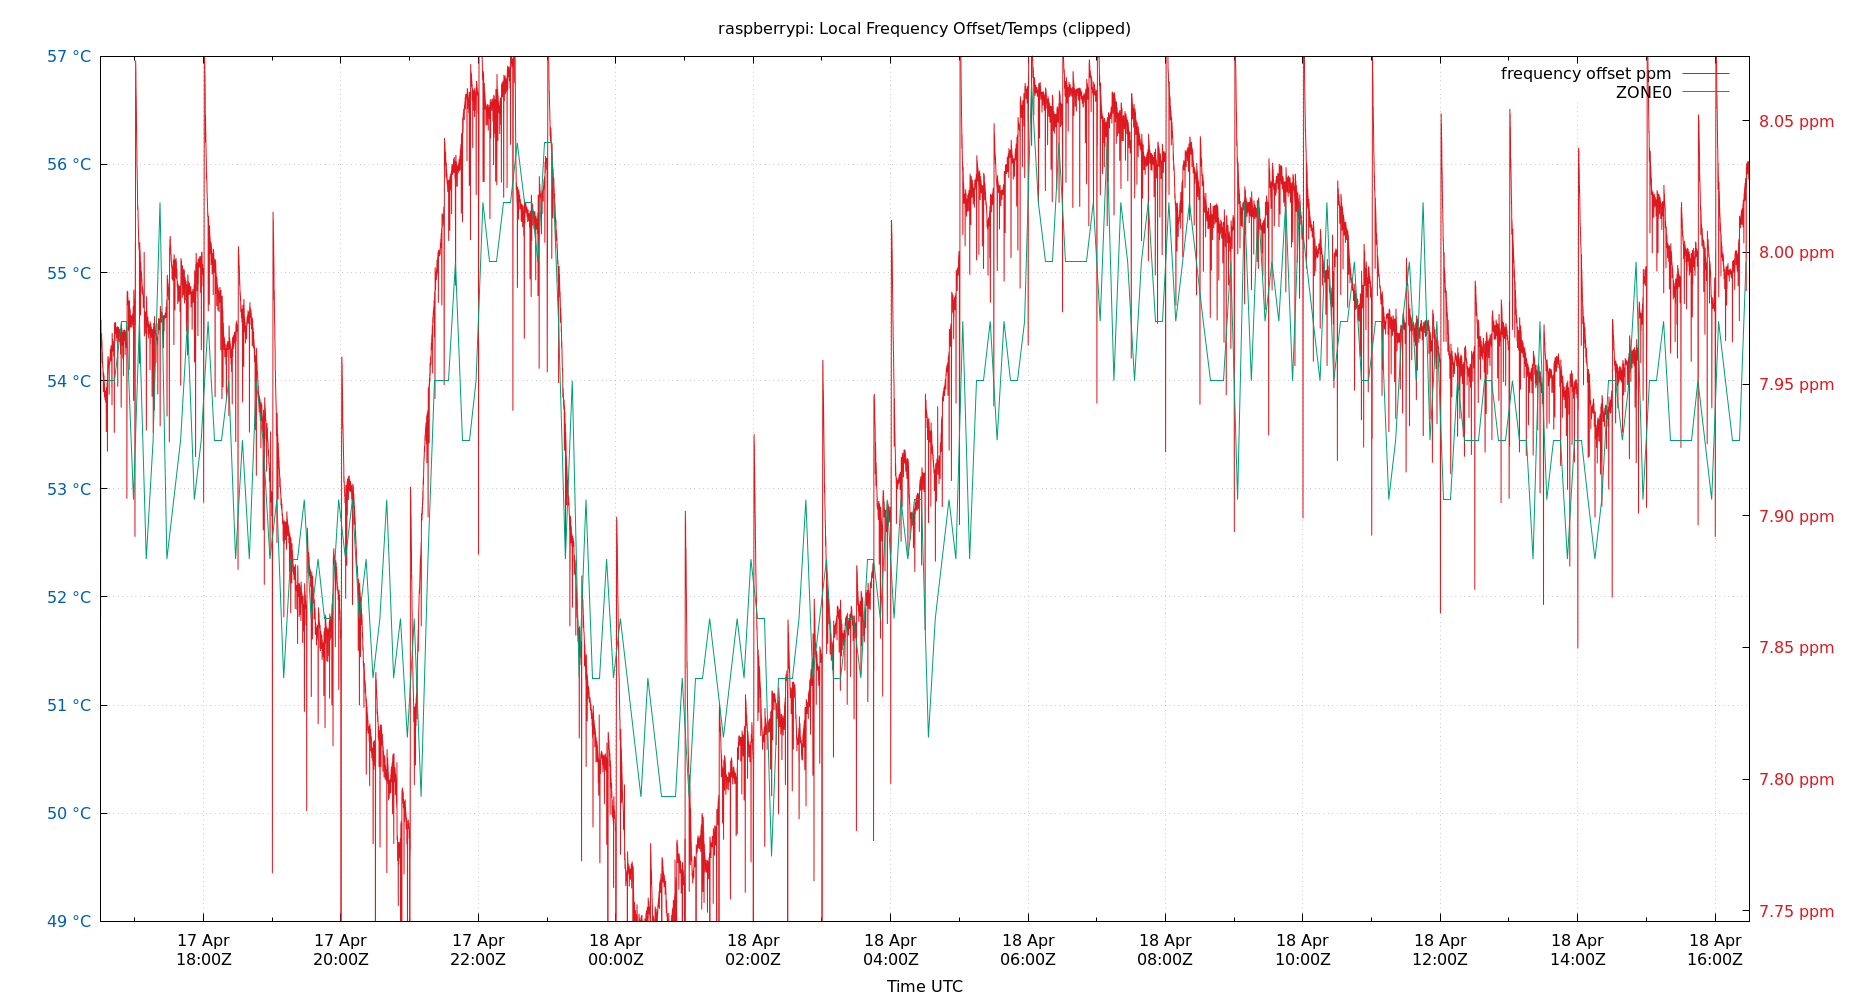 raspberrypi: Local Frequency Offset/Temps (clipped)
frequency offset ppm
ZONE0
57 °C
56 °C
55 °C
54 °C
53 °C
52 °C
51 °C
50 °C
49 °C
8.05 ppm
8.00 ppm
7.95 ppm
7.90 ppm
7.85 ppm
7.80 ppm
7.75 ppm
17 Apr
18:00Z
17 Apr
20:00Z
17 Apr
22:00Z
18 Apr
00:00Z
18 Apr
02:00Z
18 Apr
04:00Z
18 Apr
06:00Z
18 Apr
08:00Z
18 Apr
10:00Z
18 Apr
12:00Z
18 Apr
14:00Z
18 Apr
16:00Z
Time UTC